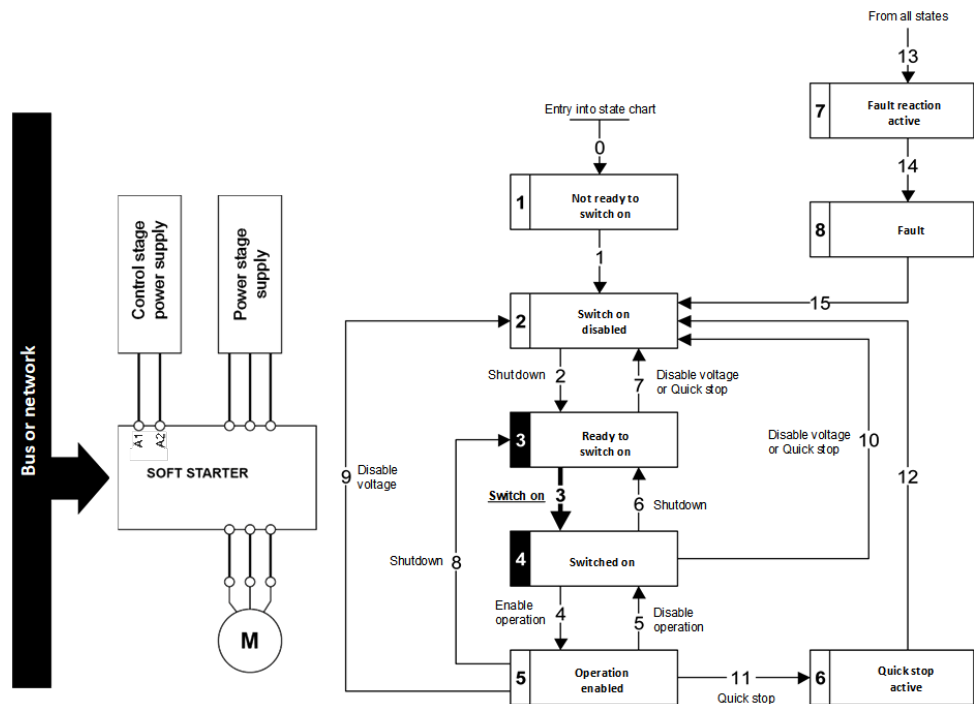 From all states
13
7
Fault reaction
active
14
8
Fault
15
Entry into state chart
0
1
Not ready to
switch on
1
2
Switch on
disabled
Shutdown
2
7
Disable voltage
or Quick stop
3
Ready to
switch on
Switch on
3
6
Shutdown
4
Switched on
Enable
operation
4
5
Disable
operation
5
Operation
enabled
11
Quick stop
6
Quick stop
active
9
Disable
voltage
Shutdown
8
Disable voltage
or Quick stop
10
12
Bus or network
Control stage
power supply
Power stage
supply
A1
A2
SOFT STARTER
M